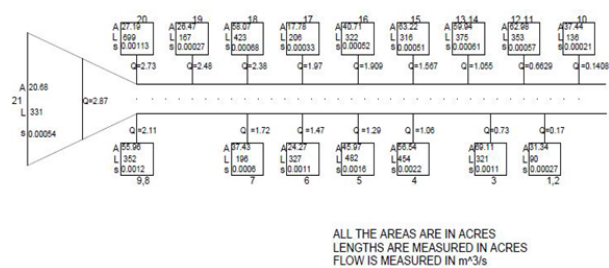 20 19 18 17 16 15 13,14 12,11 10
A 27.19 A 26.47 A 58.07 A 17.78 A 40.71 A 63.22 A 59.94 A 62.98 A 37.44
L 699 L 167 L 423 L 206 L 322 L 316 L 375 L 353 L 136
S 0.00113 S 0.00027 S 0.00068 S 0.00033 S 0.00052 S 0.00051 S 0.00061 S 0.00057 S 0.00021
Q=2.73 Q=2.48 Q=2.38 Q=1.97 Q=1.909 Q=1.567 Q=1.055 Q=0.6629 Q=0.1408
A 20.68
21
L 331
S 0.00054
Q=2.87
Q=2.11 Q =1.72 Q =1.47 Q =1.29 Q =1.06 Q =0.73 Q =0.17
A 55.96 A 37.43 A 24.27 A 45.97 A 56.54 A 69.11 A 31.34
L 352 L 196 L 327 L 482 L 454 L 321 L 90
S 0.0012 S 0.0006 S 0.0011 S 0.0016 S 0.0022 S 0.0011 S 0.00027
9,8 7 6 5 4 3 1,2
ALL THE AREAS ARE IN ACRES
LENGTHS ARE MEASURED IN ACRES
FLOW IS MEASURED IN m^3/s